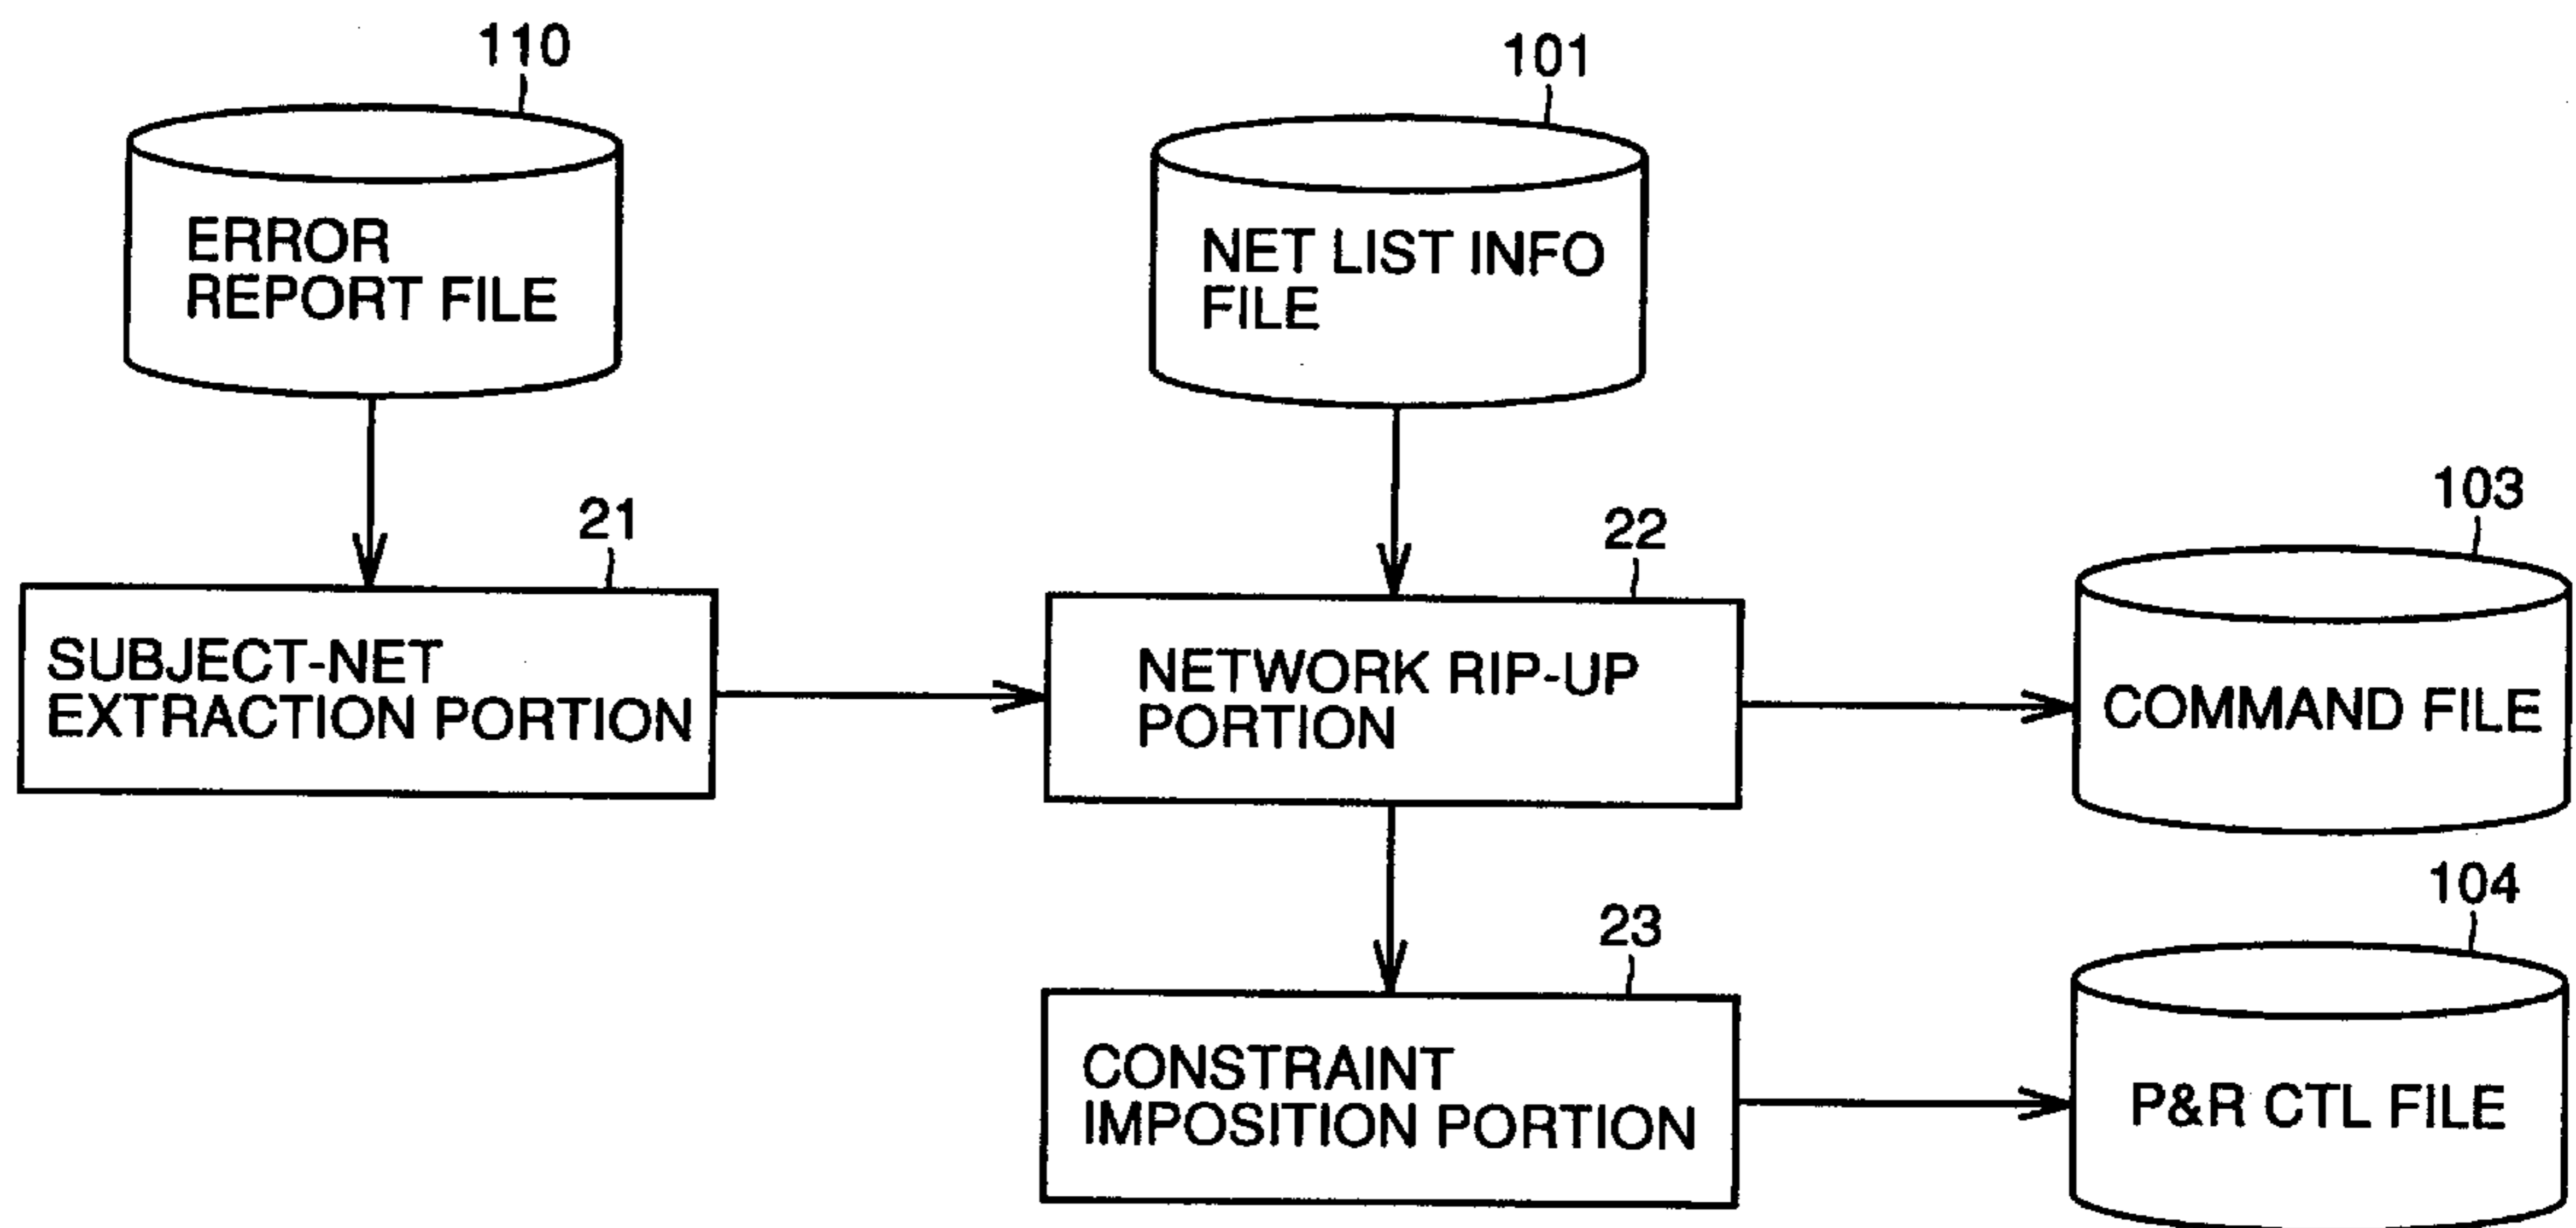 110
101
ERROR
REPORT FILE
NET LIST INFO
FILE
21
22
103
SUBJECT-NET
EXTRACTION PORTION
NETWORK RIP-UP
PORTION
COMMAND FILE
23
104
CONSTRAINT
IMPOSITION PORTION
P&R CTL FILE